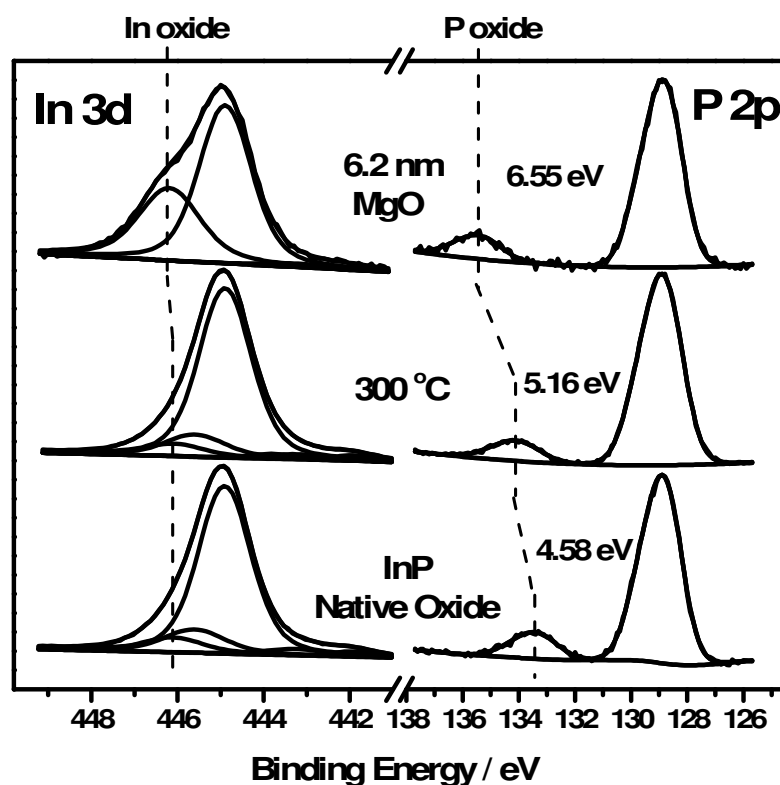 In oxide P oxide
In 3d P 2p
6.2 nm
MgO
6.55 eV
300 °C
5.16 eV
4.58 eV
InP
Native Oxide
448 446 444 442 138 136 134 132 130 128 126
Binding Energy / eV